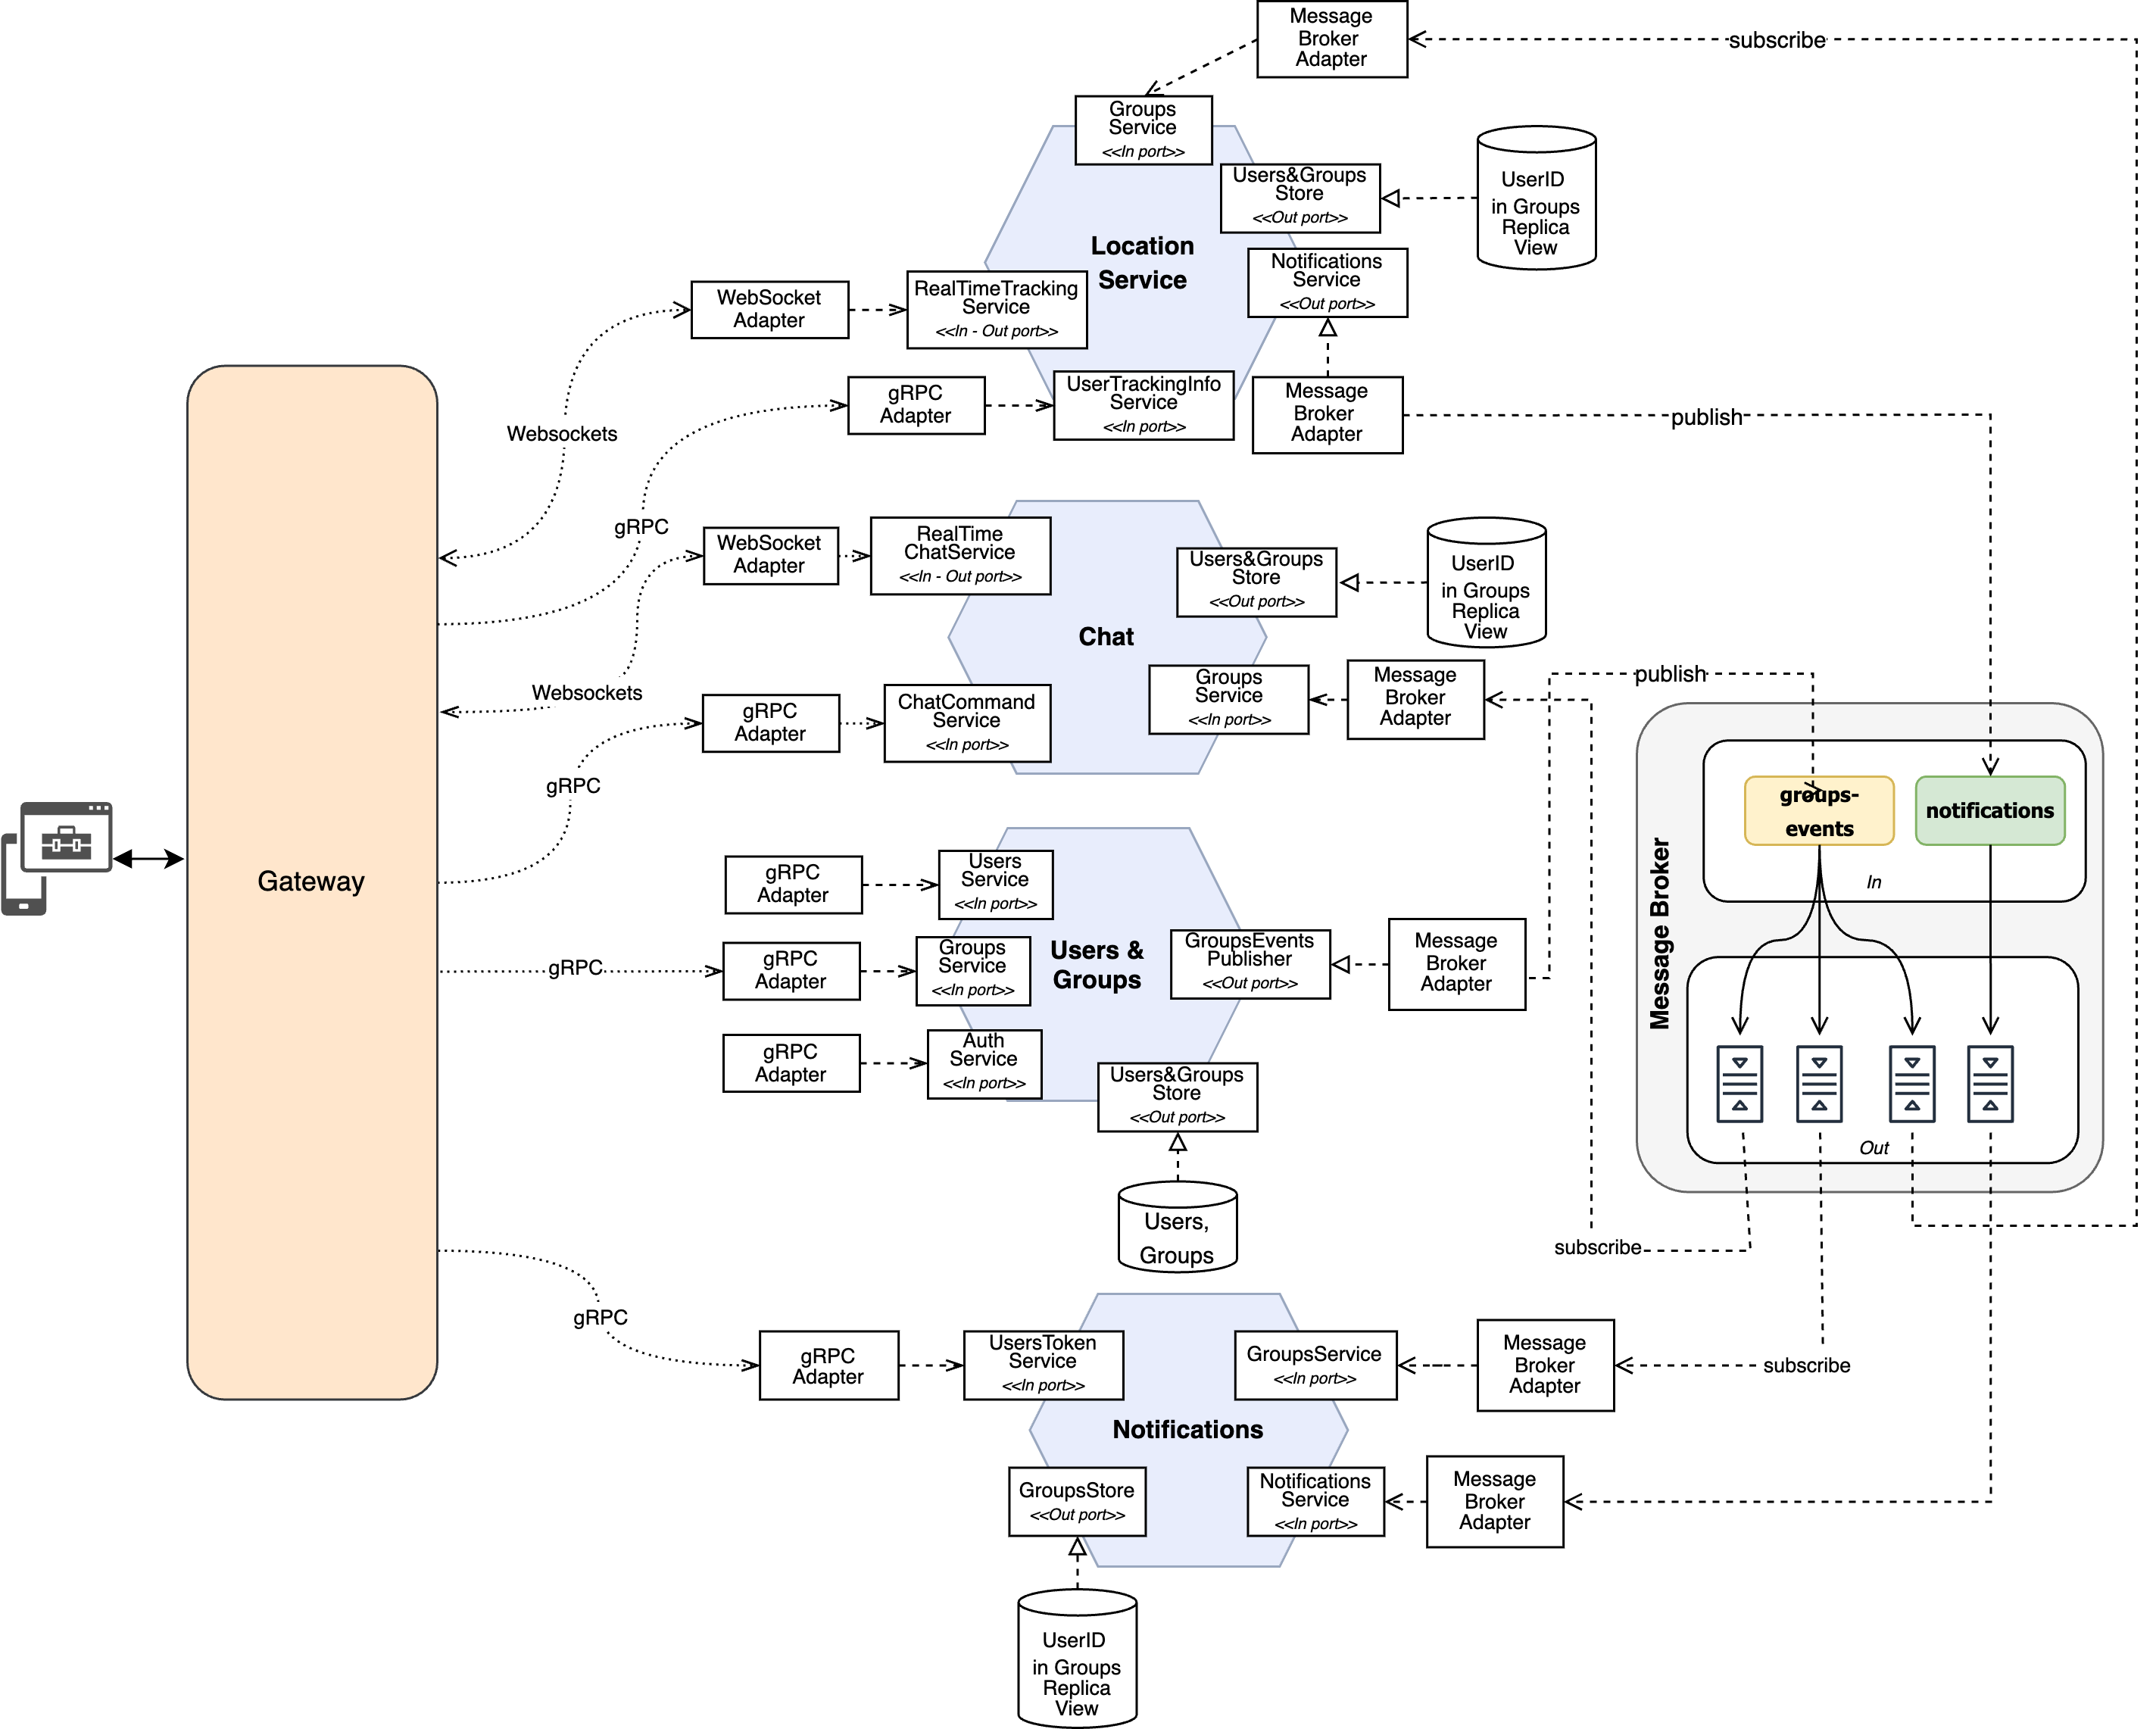 Message
Broker
Adapter
subscribe
Groups
Service
<<In port>>
Users&Groups
Store
<<Out port>>
UserID
in Groups
Replica
View
Location
Service
Notifications
Service
<<Out port>>
WebSocket
Adapter
RealTimeTracking
Service
<<In - Out port>>
gRPC
Adapter
UserTrackingInfo
Service
<<In port>>
Message
Broker
Adapter
publish
Websockets
gRPC
WebSocket
Adapter
RealTime
ChatService
<<In - Out port>>
Users&Groups
Store
<<Out port>>
UserID
in Groups
Replica
View
Chat
Websockets
gRPC
Adapter
ChatCommand
Service
<<In port>>
Groups
Service
<<In port>>
Message
Broker
Adapter
publish
gRPC
Gateway
gRPC
Adapter
Users
Service
<<In port>>
gRPC
gRPC
Adapter
Groups
Service
<<In port>>
Users &
Groups
GroupsEvents
Publisher
<<Out port>>
Message
Broker
Adapter
gRPC
Adapter
Auth
Service
<<In port>>
Users&Groups
Store
<<Out port>>
Users,
Groups
Message Broker
groups-
events
notifications
In
Out
subscribe
gRPC
gRPC
Adapter
UsersToken
Service
<<In port>>
GroupsService
<<In port>>
Message
Broker
Adapter
subscribe
Notifications
GroupsStore
<<Out port>>
Notifications
Service
<<In port>>
Message
Broker
Adapter
UserID
in Groups
Replica
View